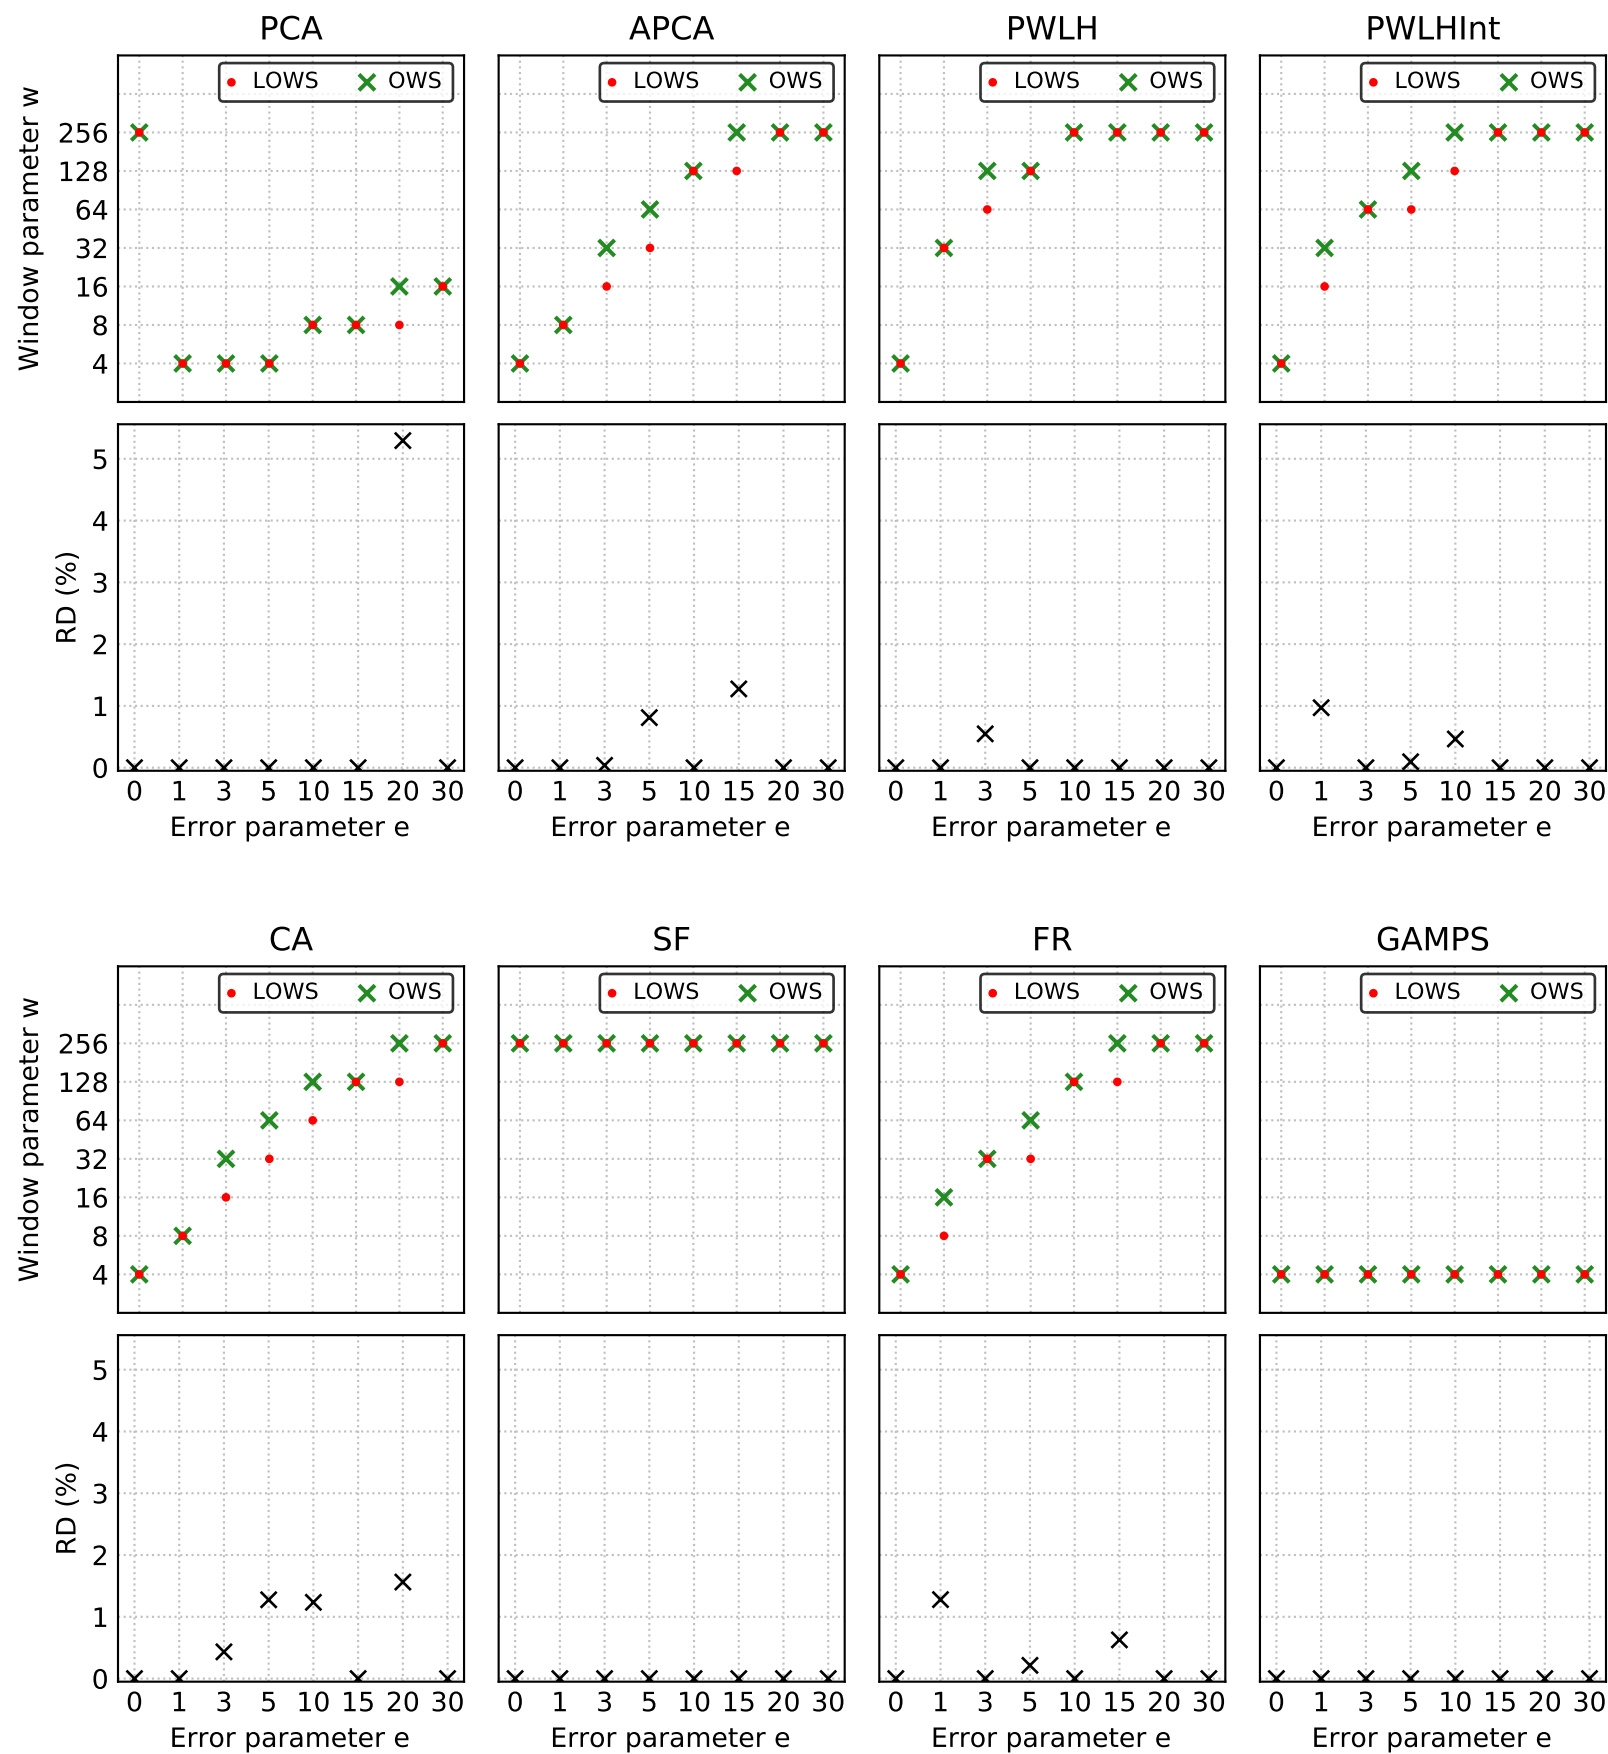 PCA APCA PWLH PWLHInt
LOWS OWS LOWS OWS LOWS OWS LOWS OWS
Window parameter w
256
128
64
32
16
8
4
RD (%)
5
4
3
2
1
0
0 1 3 5 10 15 20 30 0 1 3 5 10 15 20 30 0 1 3 5 10 15 20 30 0 1 3 5 10 15 20 30
Error parameter e Error parameter e Error parameter e Error parameter e
CA SF FR GAMPS
LOWS OWS LOWS OWS LOWS OWS LOWS OWS
Window parameter w
256
128
64
32
16
8
4
RD (%)
5
4
3
2
1
0
0 1 3 5 10 15 20 30 0 1 3 5 10 15 20 30 0 1 3 5 10 15 20 30 0 1 3 5 10 15 20 30
Error parameter e Error parameter e Error parameter e Error parameter e